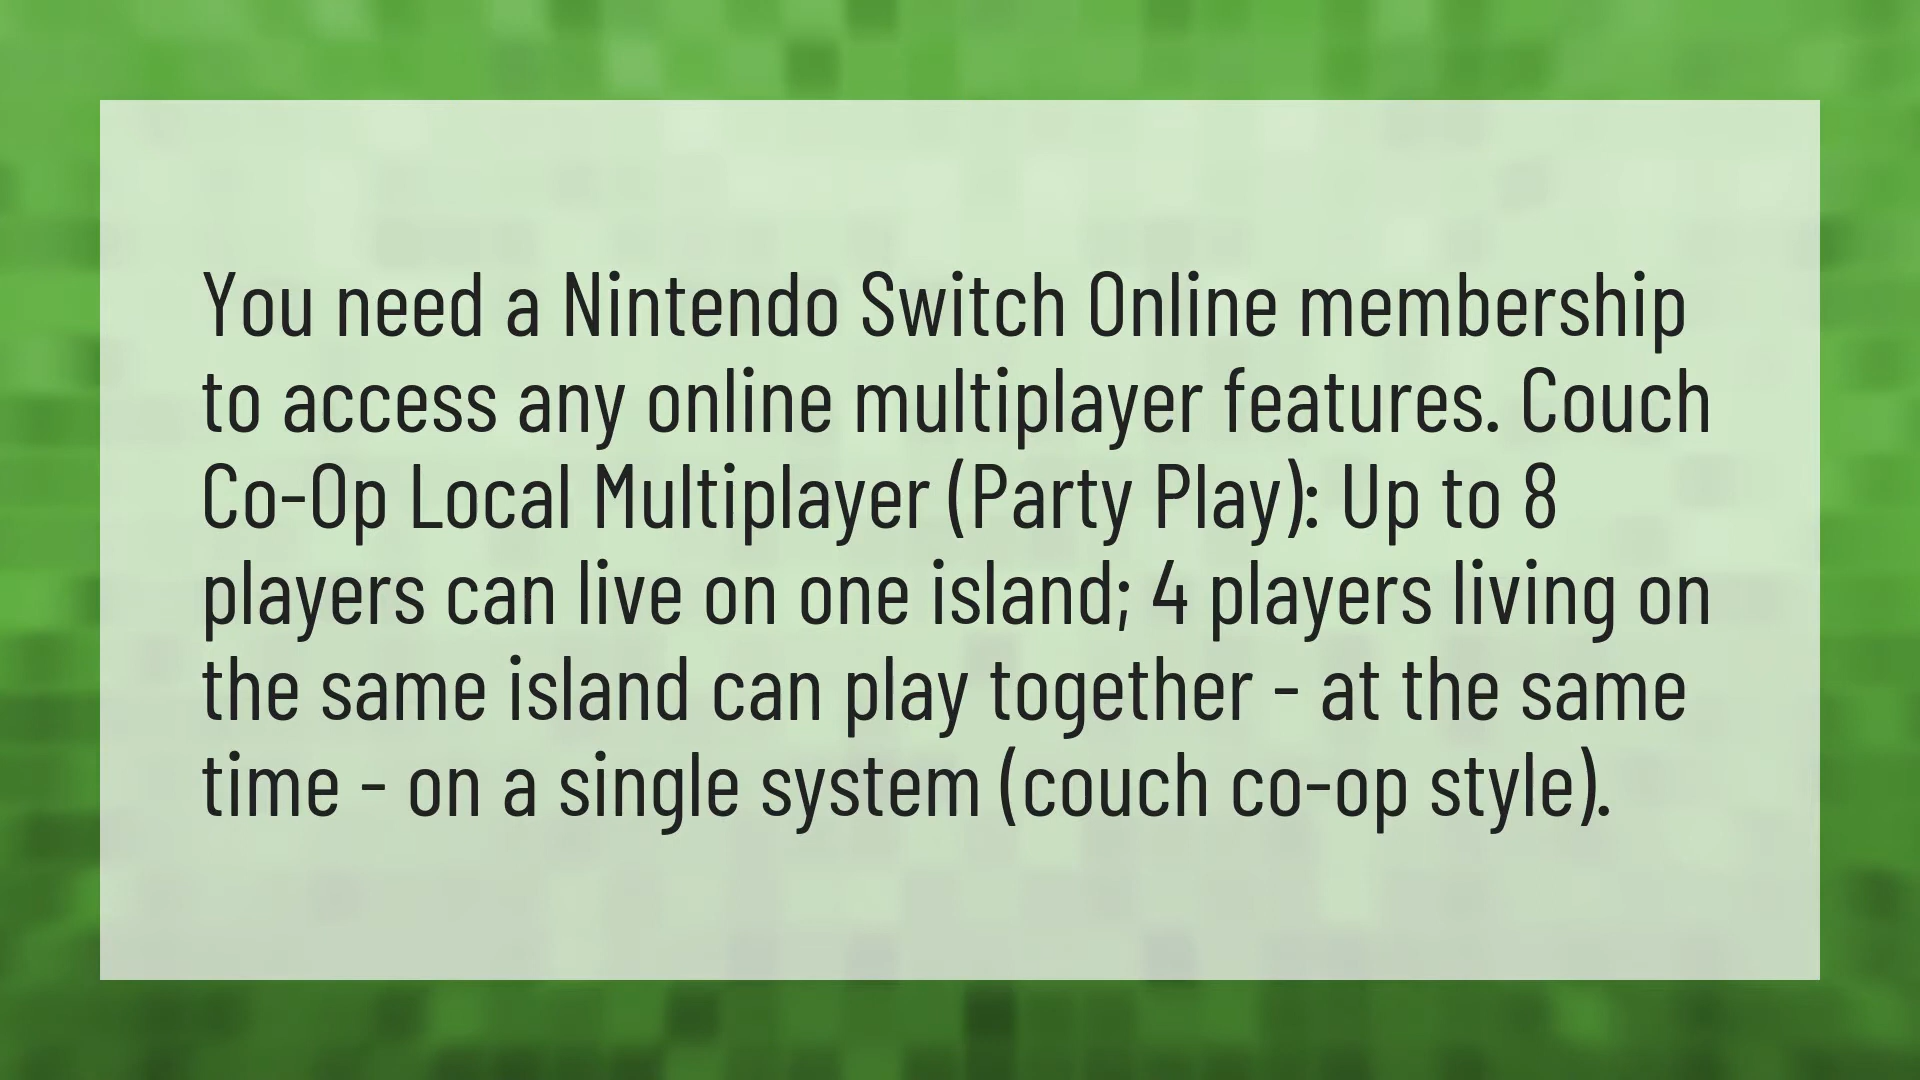 You need a Nintendo Switch Online membership
to access any online multiplayer features. Couch
Co-Op Local Multiplayer (Party Play): Up to 8
players can live on one island; 4 players living on
the same island can play together - at the same
time - on a single system (couch co-op style).